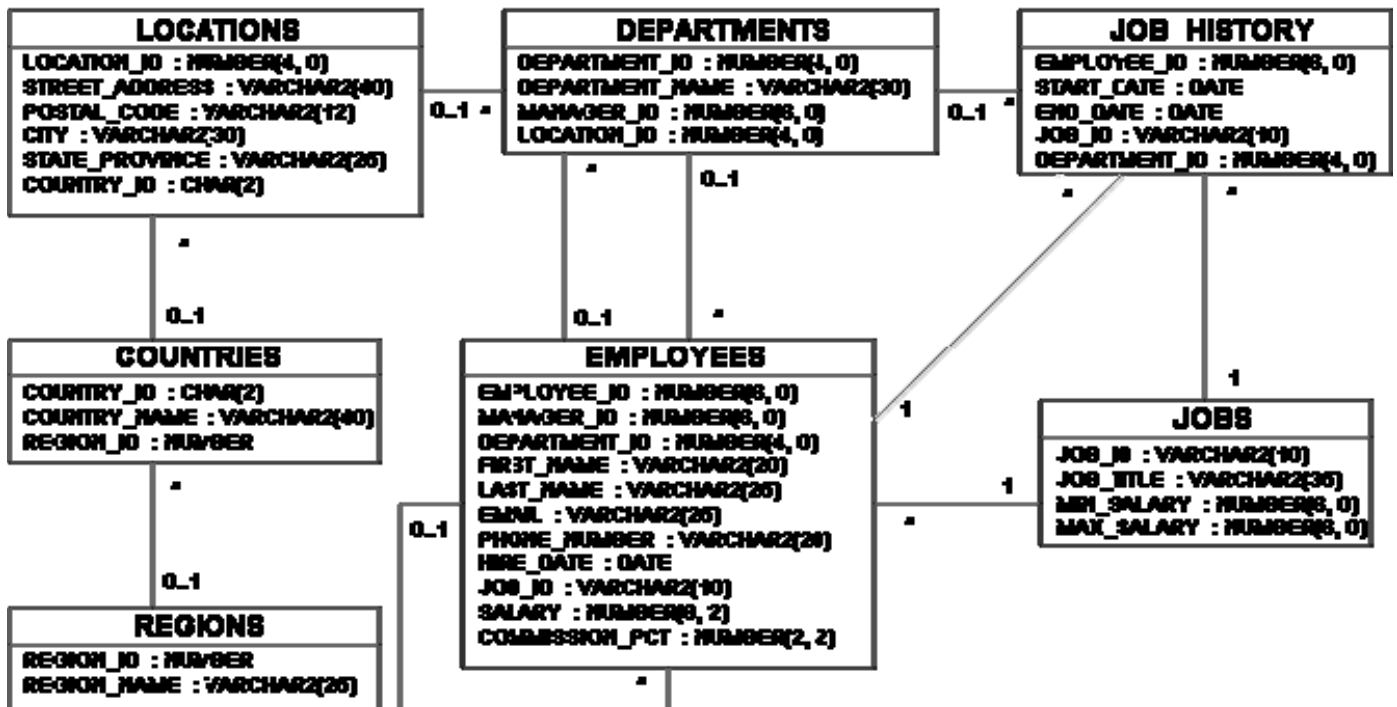 LOCATIONS
LOCATION_ID : NUMBER(4, 0)
STREET_ADDRESS : VARCHAR2(40)
POSTAL_CODE : VARCHAR2(12)
CITY : VARCHAR2(30)
STATE_PROVINCE : VARCHAR2(25)
COUNTRY_ID : CHAR(2)
0..1
*
DEPARTMENTS
DEPARTMENT_ID : NUMBER(4, 0)
DEPARTMENT_NAME : VARCHAR2(30)
MANAGER_ID : NUMBER(6, 0)
LOCATION_ID : NUMBER(4, 0)
0..1
*
JOB HISTORY
EMPLOYEE_ID : NUMBER(6, 0)
START_DATE : DATE
END_DATE : DATE
JOB_ID : VARCHAR2(10)
DEPARTMENT_ID : NUMBER(4, 0)
*
0..1
*
0..1
0..1
*
*
*
1
1
COUNTRIES
COUNTRY_ID : CHAR(2)
COUNTRY_NAME : VARCHAR2(40)
REGION_ID : NUMBER
*
0..1
EMPLOYEES
EMPLOYEE_ID : NUMBER(6, 0)
MANAGER_ID : NUMBER(6, 0)
DEPARTMENT_ID : NUMBER(4, 0)
FIRST_NAME : VARCHAR2(20)
LAST_NAME : VARCHAR2(25)
EMAIL : VARCHAR2(25)
PHONE_NUMBER : VARCHAR2(20)
HIRE_DATE : DATE
JOB_ID : VARCHAR2(10)
SALARY : NUMBER(8, 2)
COMMISSION_PCT : NUMBER(2, 2)
0..1
*
1
*
JOBS
JOB_ID : VARCHAR2(10)
JOB_TITLE : VARCHAR2(35)
MIN_SALARY : NUMBER(6, 0)
MAX_SALARY : NUMBER(6, 0)
REGIONS
REGION_ID : NUMBER
REGION_NAME : VARCHAR2(25)